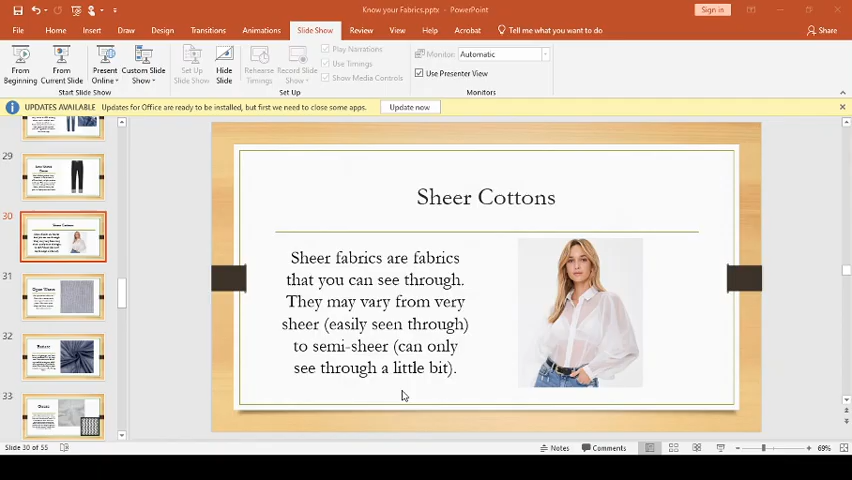 Know your Fabrics.pptx - PowerPoint
Sign in
File Home Insert Draw Design Transitions Animations Slide Show Review View Help Acrobat Tell me what you want to do Share
From Beginning
From Current Slide
Present Online
Custom Slide Show
Set Up Slide Show
Hide Slide
Rehearse Timings
Record Slide Show
Play Narrations
Use Timings
Show Media Controls
Monitor: Automatic
Use Presenter View
Start Slide Show
Set Up
Monitors
UPDATES AVAILABLE Updates for Office are ready to be installed, but first we need to close some apps. Update now
29
30
31
32
33
Sheer Cottons
Sheer fabrics are fabrics
that you can see through.
They may vary from very
sheer (easily seen through)
to semi-sheer (can only
see through a little bit).
Slide 30 of 55
Notes
Comments
69%